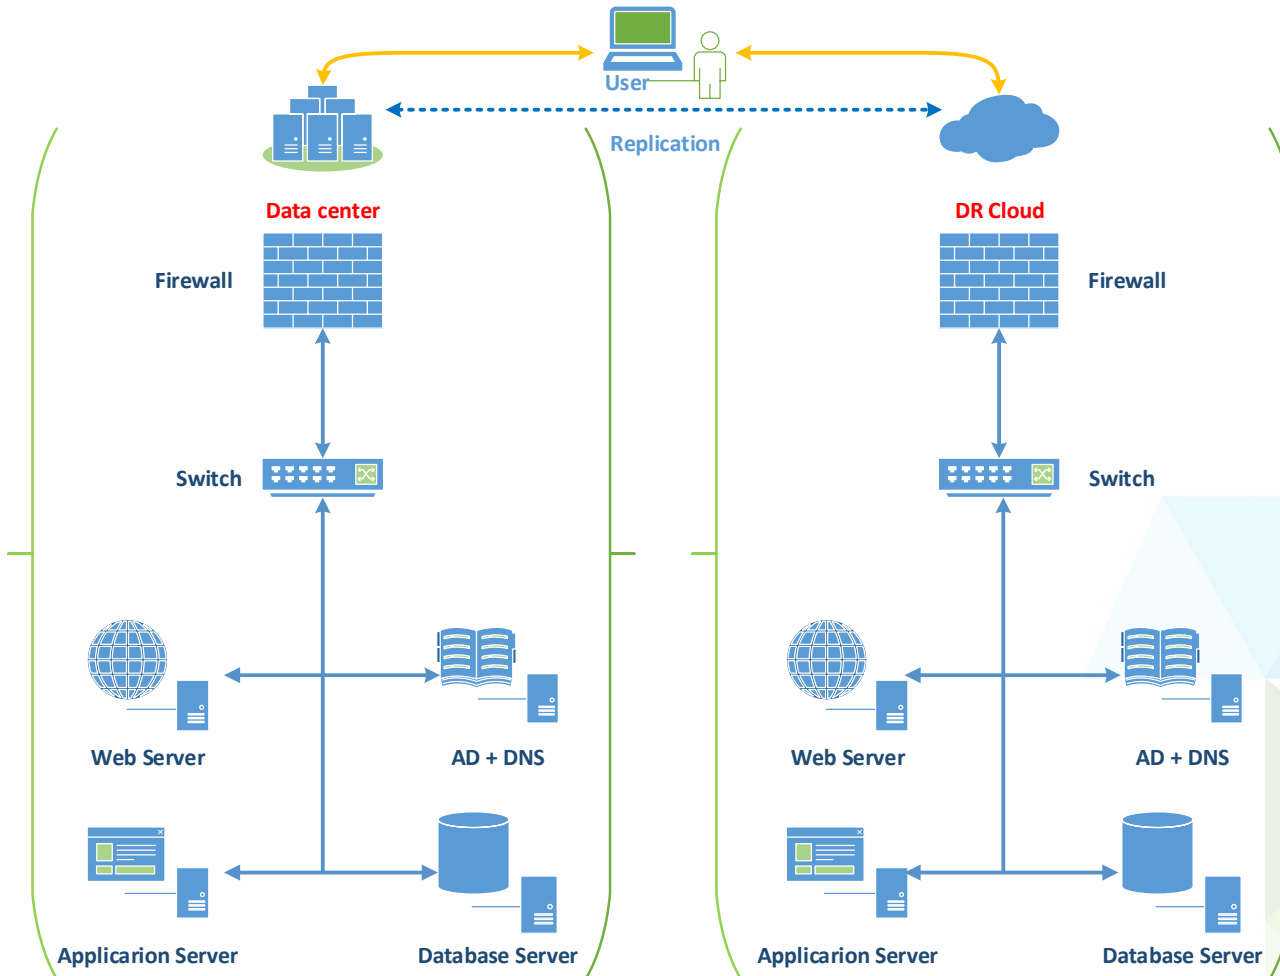 User
Replication
Data center
DR Cloud
Firewall
Firewall
Switch
Switch
Web Server
AD + DNS
Web Server
AD + DNS
Applicarion Server
Database Server
Applicarion Server
Database Server